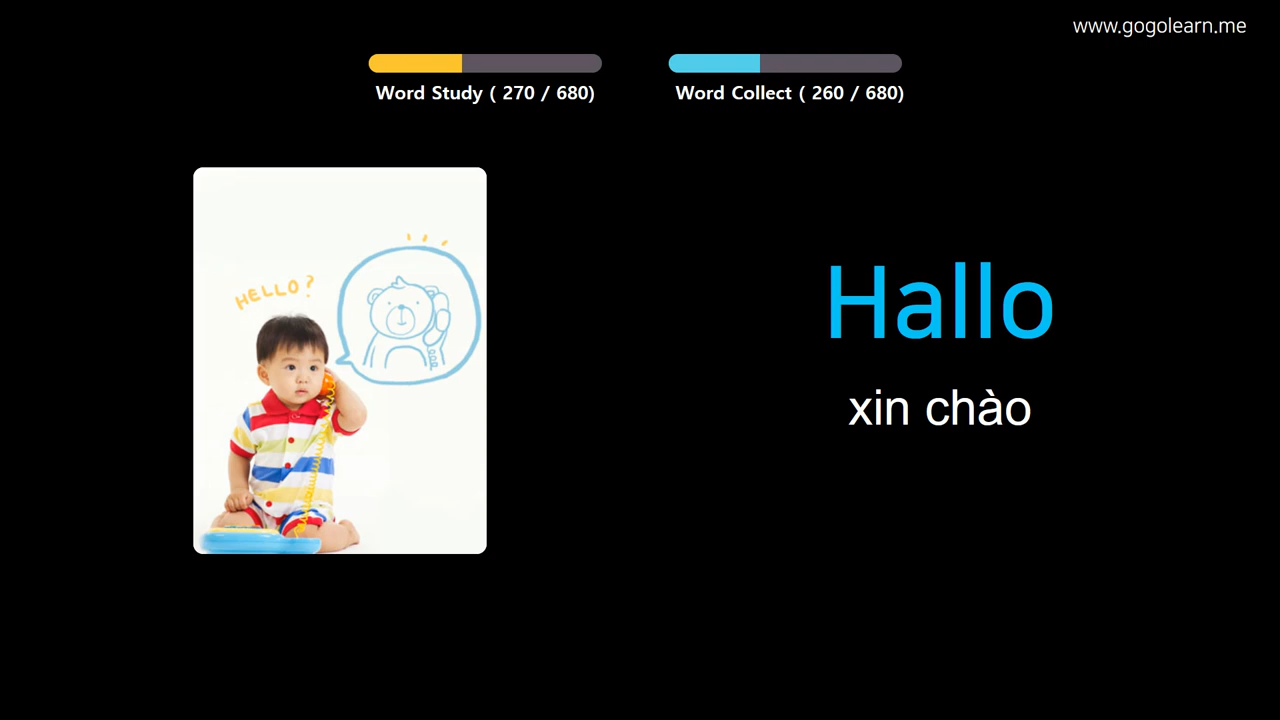 www.gogolearn.me
Word Study ( 270 / 680)
Word Collect ( 260 / 680)
HELLO?
Hallo
xin chào